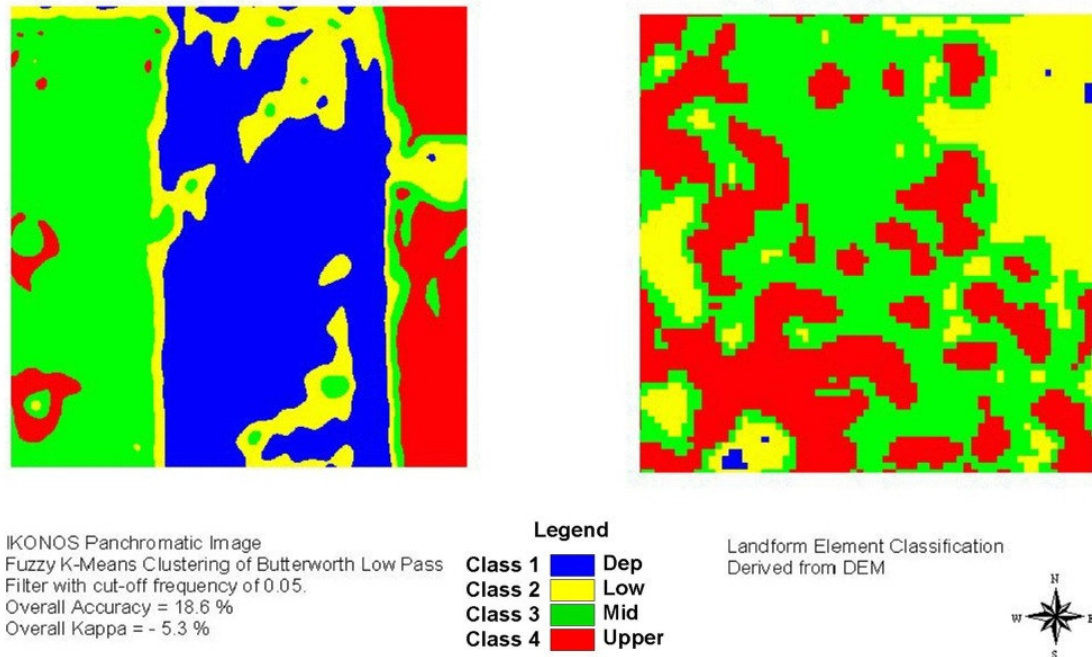 IKONOS Panchromatic Image
Fuzzy K-Means Clustering of Butterworth Low Pass
Filter with cut-off frequency of 0.05.
Overall Accuracy = 18.6 %
Overall Kappa = - 5.3 %
Legend
Class 1 Dep
Class 2 Low
Class 3 Mid
Class 4 Upper
Landform Element Classification
Derived from DEM
N
W E
S